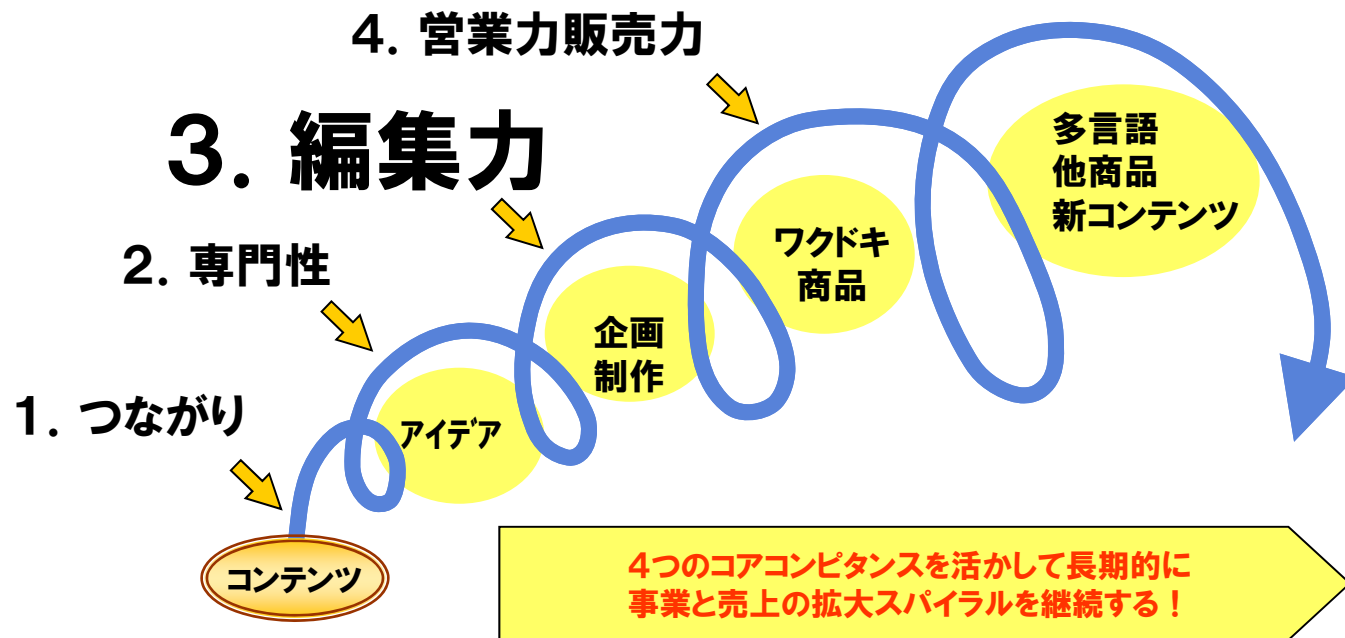 4．営業力販売力
3．編集力
2．専門性
1．つながり
コンテンツ
アイデア
企画
制作
ワクドキ
商品
多言語
他商品
新コンテンツ
4つのコアコンピタンスを活かして長期的に
事業と売上の拡大スパイラルを継続する！